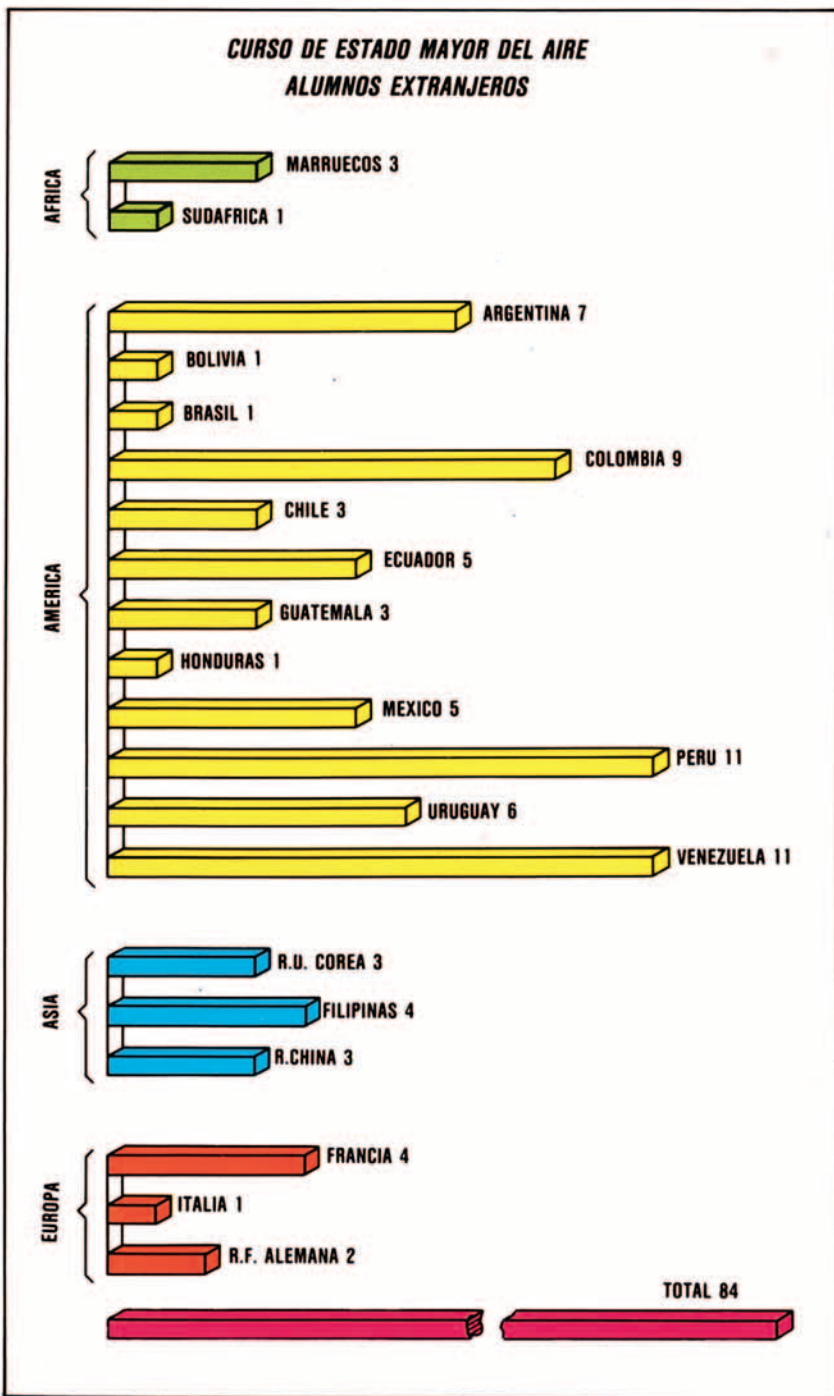 CURSO DE ESTADO MAYOR DEL AIRE
ALUMNOS EXTRANJEROS
AFRICA
MARRUECOS 3
SUDAFRICA 1
AMERICA
ARGENTINA 7
BOLIVIA 1
BRASIL 1
COLOMBIA 9
CHILE 3
ECUADOR 5
GUATEMALA 3
HONDURAS 1
MEXICO 5
PERU 11
URUGUAY 6
VENEZUELA 11
ASIA
R.U. COREA 3
FILIPINAS 4
R.CHINA 3
EUROPA
FRANCIA 4
ITALIA 1
R.F. ALEMANA 2
TOTAL 84